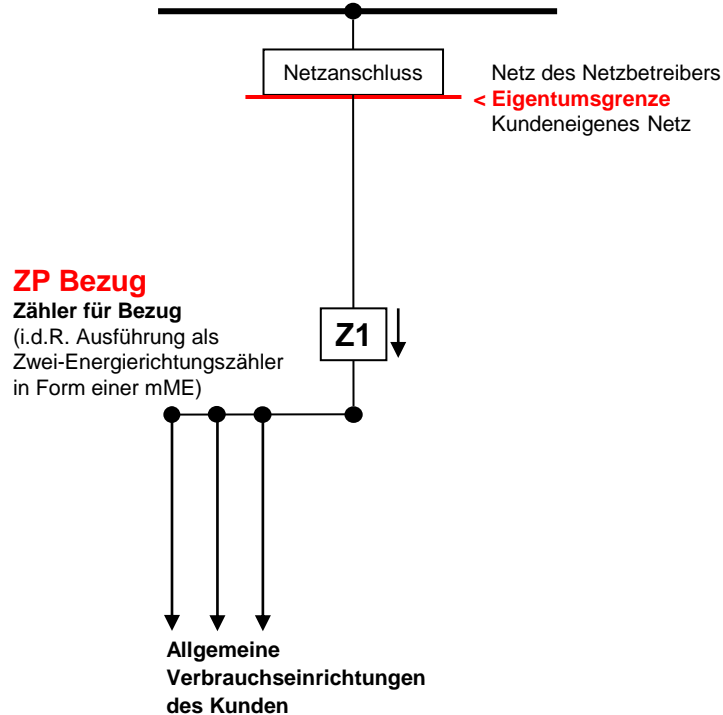 Netzanschluss
Netz des Netzbetreibers
< Eigentumsgrenze
Kundeneigenes Netz
ZP Bezug
Zähler für Bezug
(i.d.R. Ausführung als
Zwei-Energierichtungszähler
in Form einer mME)
Z1
Allgemeine
Verbrauchseinrichtungen
des Kunden